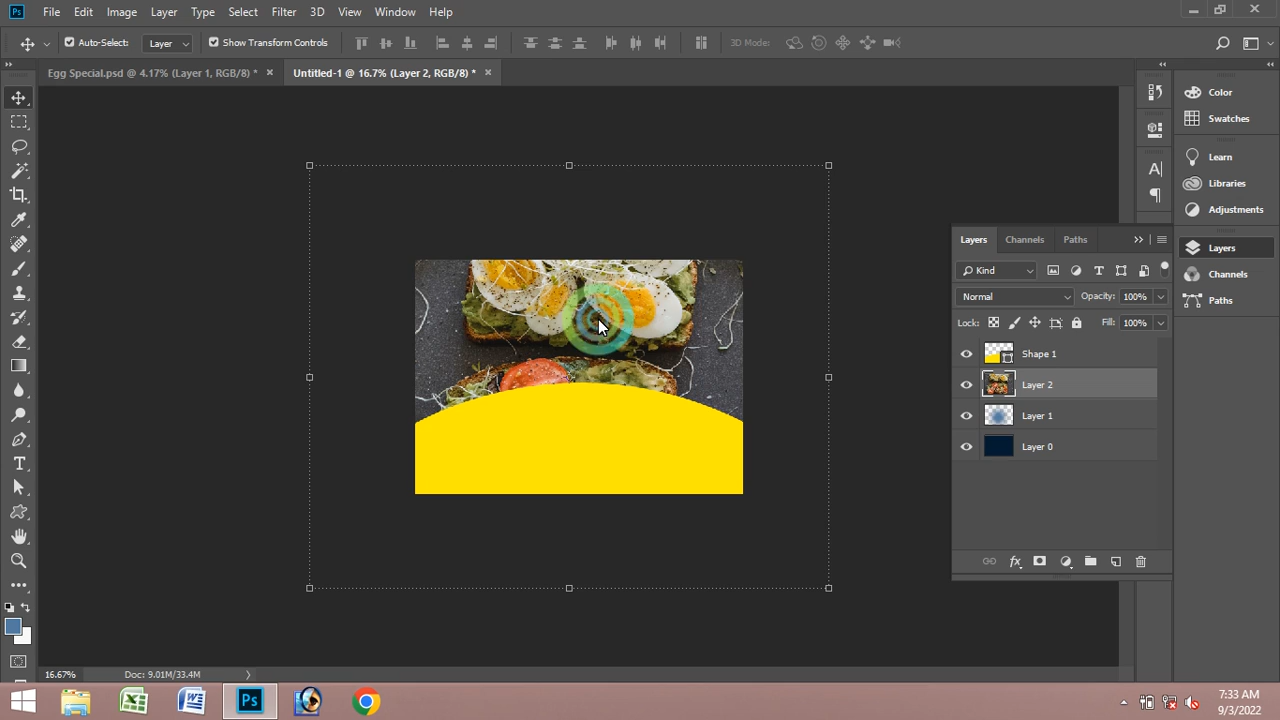 Ps File Edit Image Layer Type Select Filter 3D View Window Help
Auto-Select: Layer Show Transform Controls 3D Mode:
Egg Special.psd @ 4.17% (Layer 1, RGB/8) * Untitled-1 @ 16.7% (Layer 2, RGB/8) *
Color
Swatches
Learn
Libraries
Adjustments
Layers
Channels
Paths
Layers Channels Paths
Kind
Normal Opacity: 100%
Lock: Fill: 100%
Shape 1
Layer 2
Layer 1
Layer 0
fx
16.67% Doc: 9.01M/33.4M
Ps
7:33 AM
9/3/2022